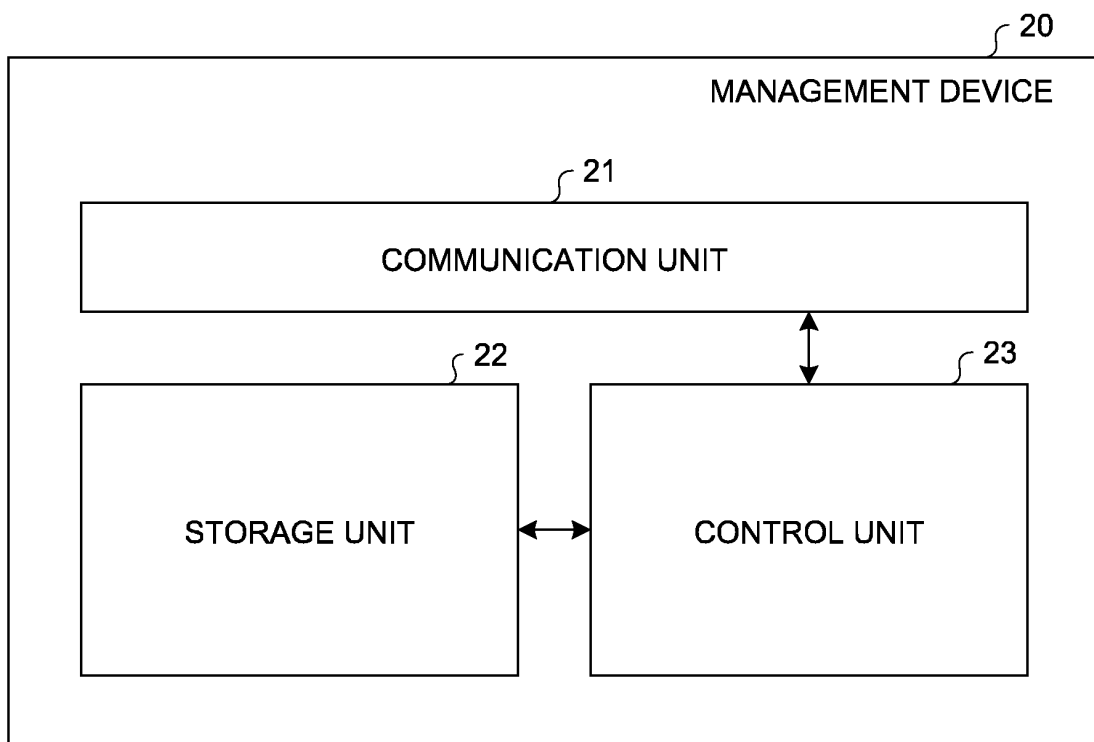 20
MANAGEMENT DEVICE
21
COMMUNICATION UNIT
22
23
STORAGE UNIT
CONTROL UNIT